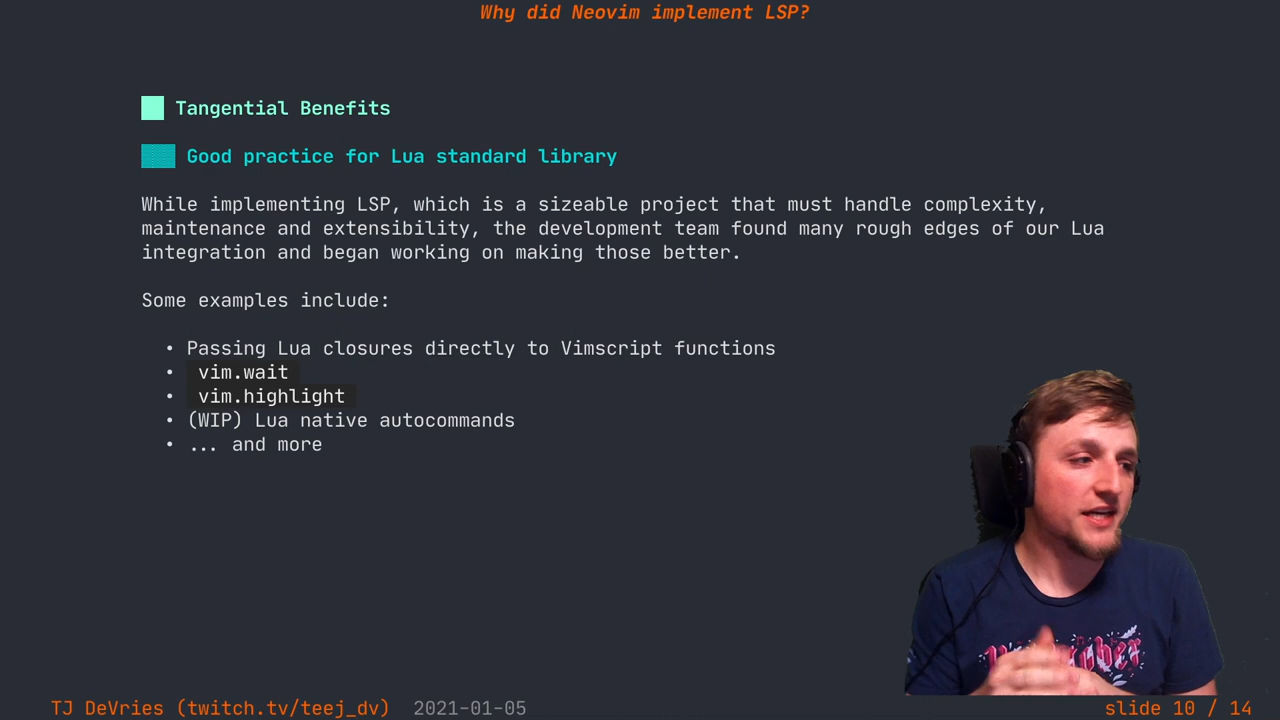 Why did Neovim implement LSP?
Tangential Benefits
Good practice for Lua standard library
While implementing LSP, which is a sizeable project that must handle complexity,
maintenance and extensibility, the development team found many rough edges of our Lua
integration and began working on making those better.
Some examples include:
• Passing Lua closures directly to Vimscript functions
• vim.wait
• vim.highlight
• (WIP) Lua native autocommands
• ... and more
TJ DeVries (twitch.tv/teej_dv) 2021-01-05
slide 10 / 14